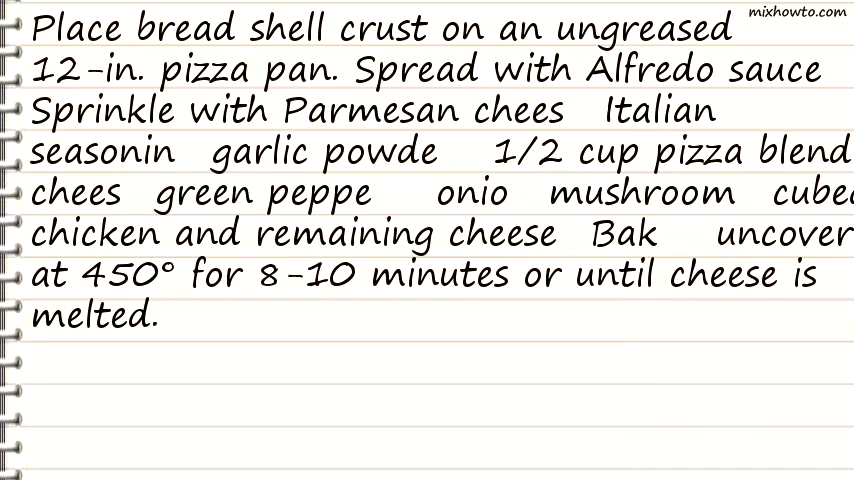 mixhowto.com
Place bread shell crust on an ungreased
12-in. pizza pan. Spread with Alfredo sauce
Sprinkle with Parmesan chees Italian
seasonin garlic powde 1/2 cup pizza blend
chees green peppe onio mushroom cubed
chicken and remaining cheese Bak uncover
at 450° for 8-10 minutes or until cheese is
melted.